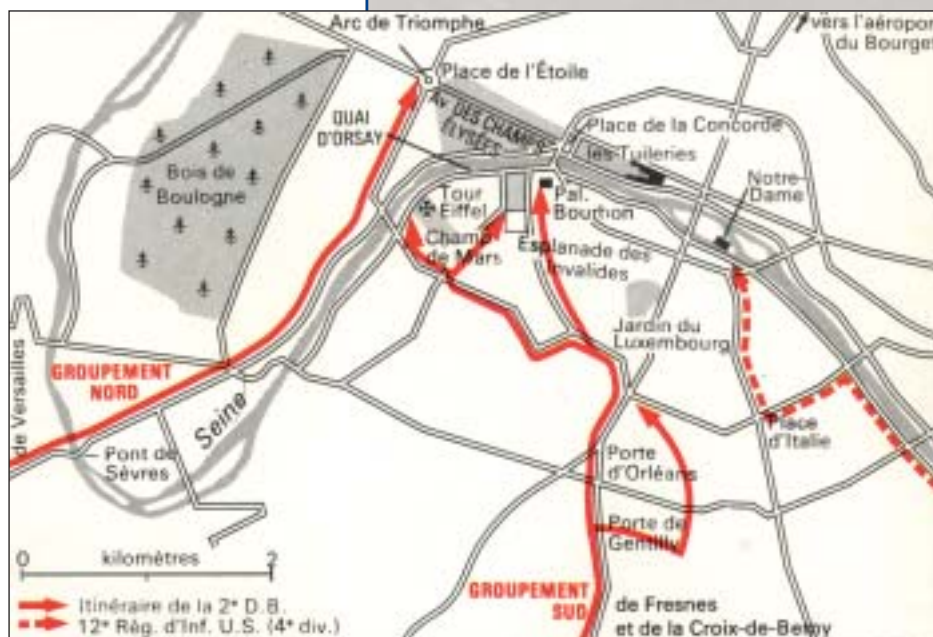 Arc de Triomphe
vers l'aéropor
du Bourget
Place de l'Étoile
AV. DES CHAMPS
ÉLYSÉES
QUAI
D'ORSAY
Place de la Concorde
les Tuileries
Bois de
Boulogne
Tour
Eiffel
Pal.
Bourbon
Notre-
Dame
Champ
de Mars
Esplanade des
Invalides
Jardin du
Luxembourg
GROUPEMENT
NORD
de Versailles
Seine
Place
d'Italie
Pont de
Sèvres
Porte
d'Orléans
Porte de
Gentilly
0 kilomètres 2
GROUPEMENT
SUD
de Fresnes
et de la Croix-de-Berny
Itinéraire de la 2e D.B.
12e Rég. d'Inf. U.S. (4e div.)